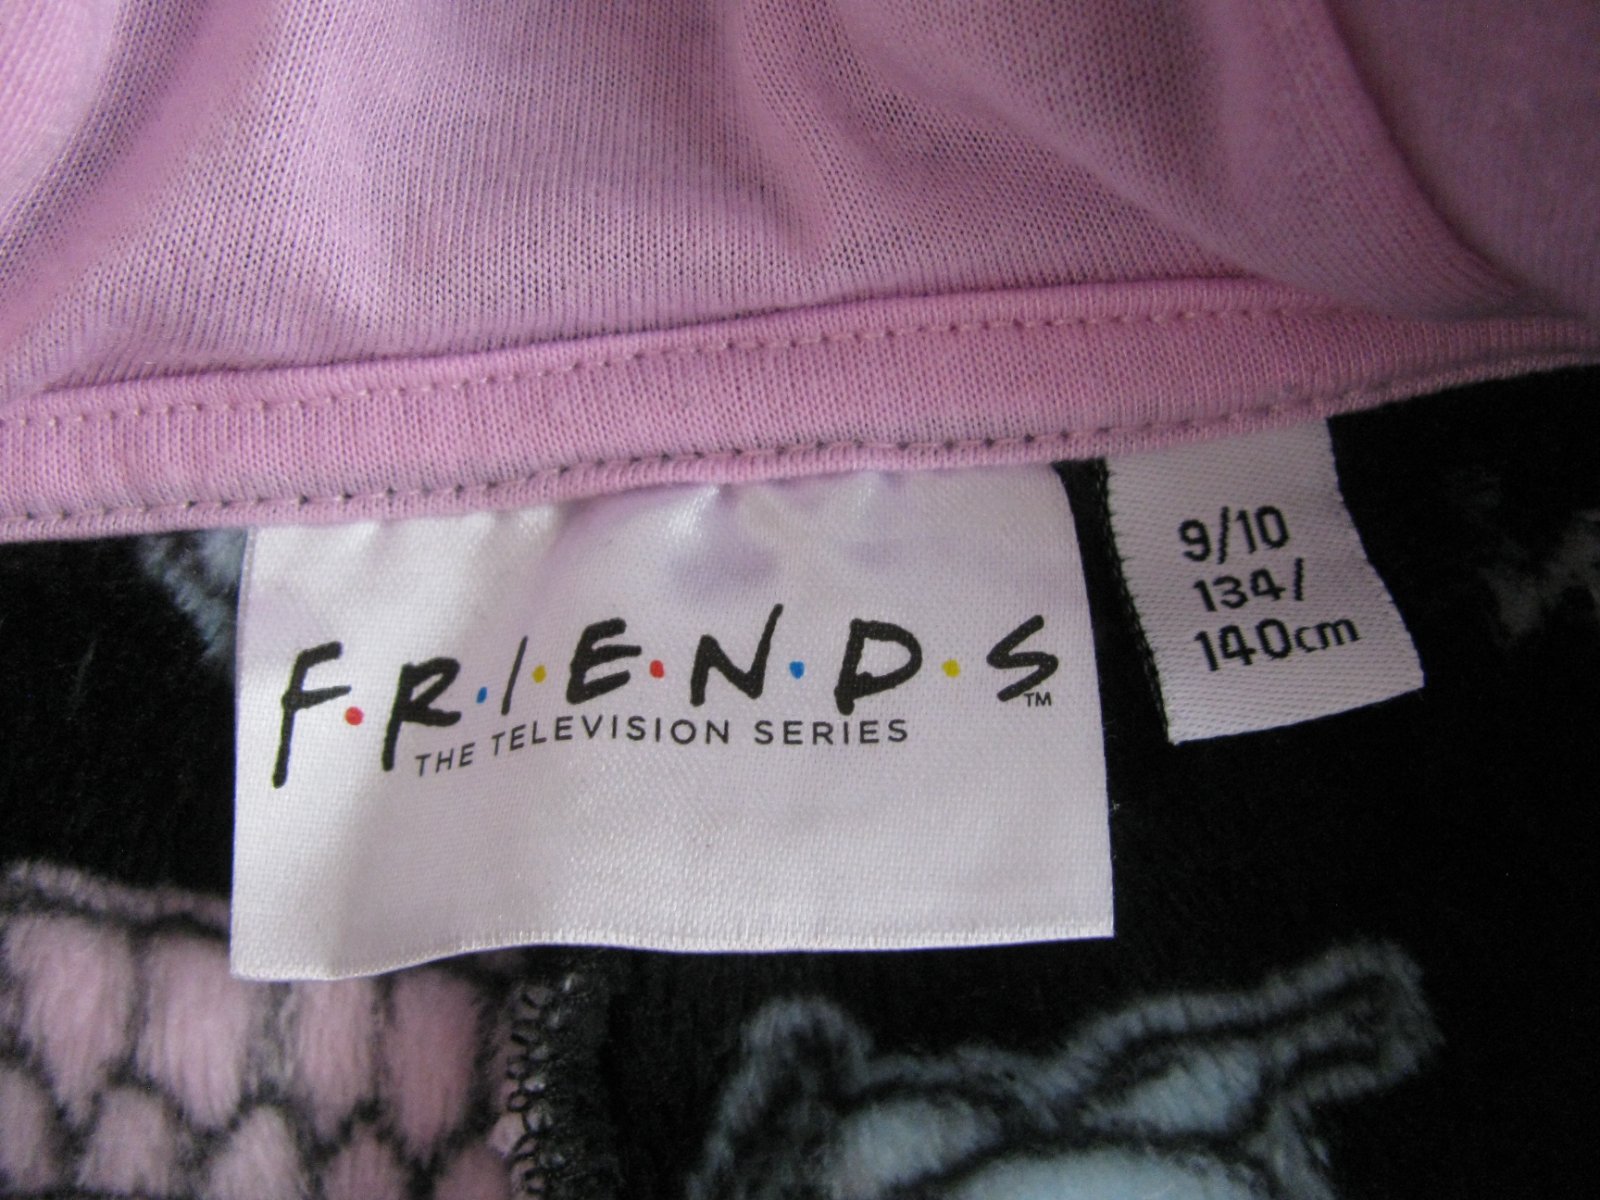 F•R•I•E•N•D•S™
THE TELEVISION SERIES
9/10
134/
140cm